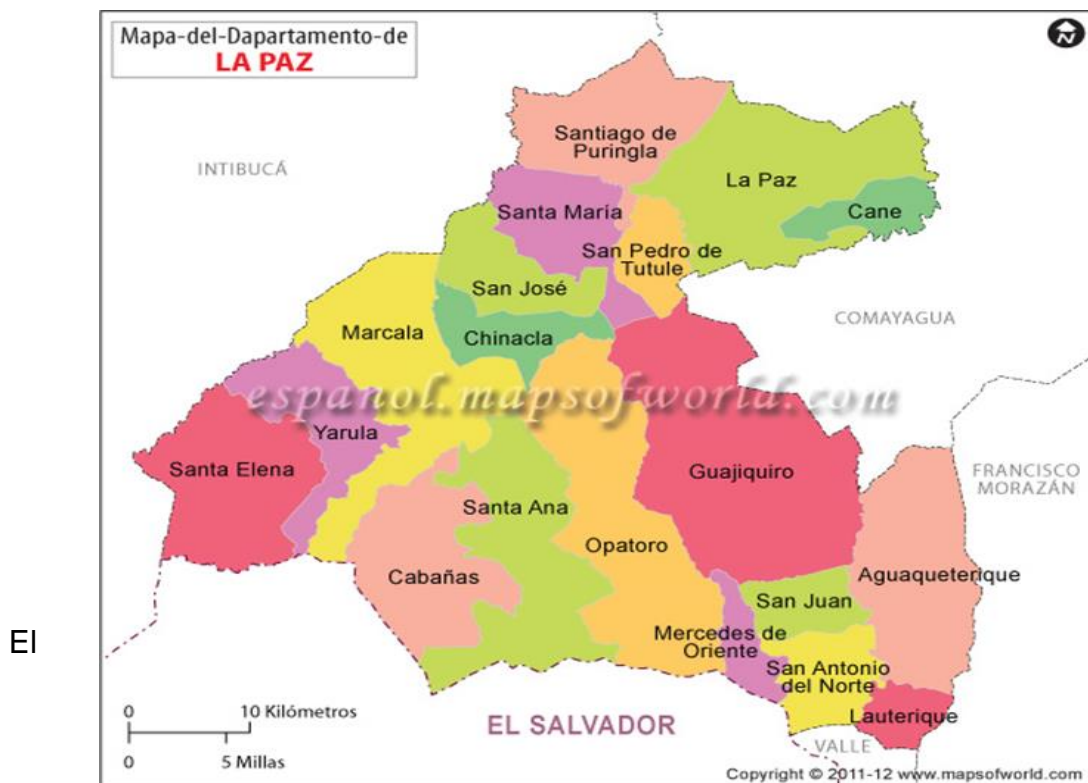 Mapa-del-Dapartamento-de
LA PAZ
N
INTIBUCÁ
Santiago de
Puringla
La Paz
Cane
Santa María
San Pedro de
Tutule
San José
COMAYAGUA
Marcala
Chinacla
espanol.mapsofworld.com
Yarula
Santa Elena
Guajiquiro
FRANCISCO
MORAZÁN
Santa Ana
Opatoro
Cabañas
Aguaqueterique
San Juan
El
Mercedes de
Oriente
San Antonio
del Norte
0 10 Kilómetros
0 5 Millas
EL SALVADOR
Lauterique
VALLE
Copyright © 2011-12 www.mapsofworld.com